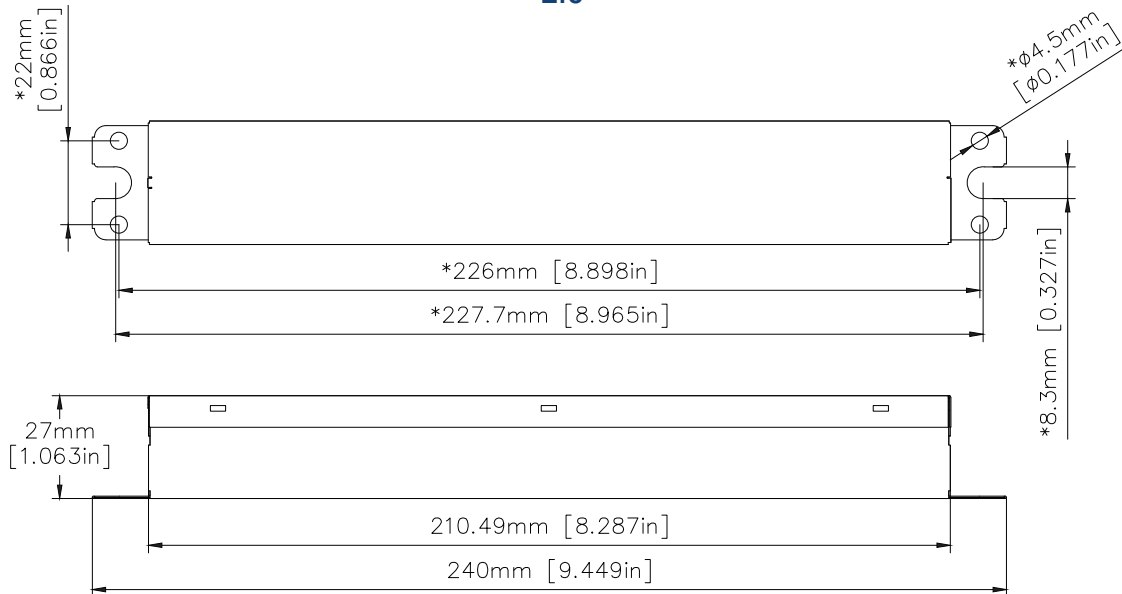 *22mm
[0.866in]
*ø4.5mm
[ø0.177in]
*226mm [8.898in]
*227.7mm [8.965in]
*8.3mm [0.327in]
27mm
[1.063in]
210.49mm [8.287in]
240mm [9.449in]